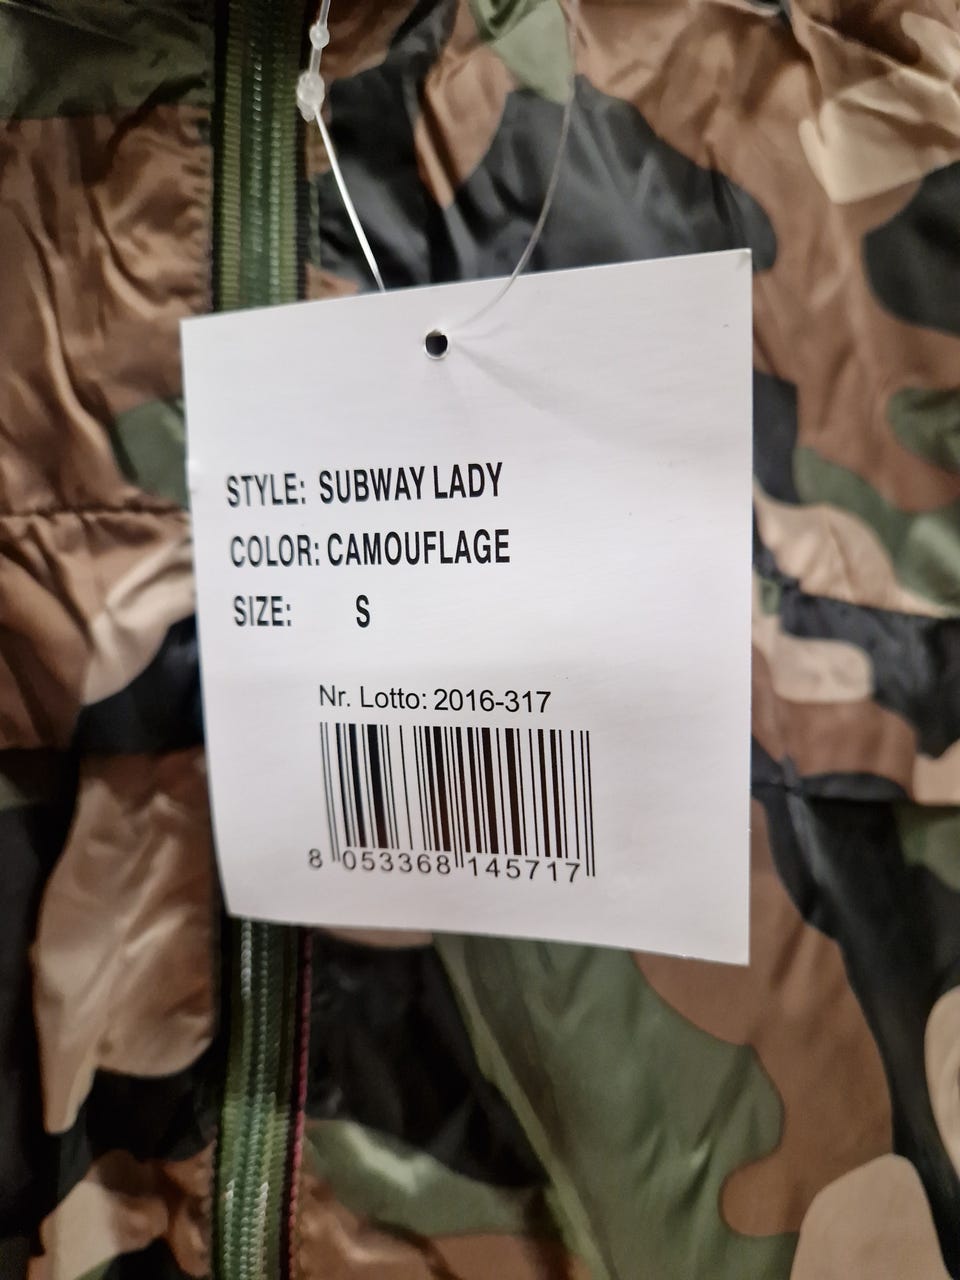 STYLE: SUBWAY LADY
COLOR: CAMOUFLAGE
SIZE: S
Nr. Lotto: 2016-317
8 053368 145717